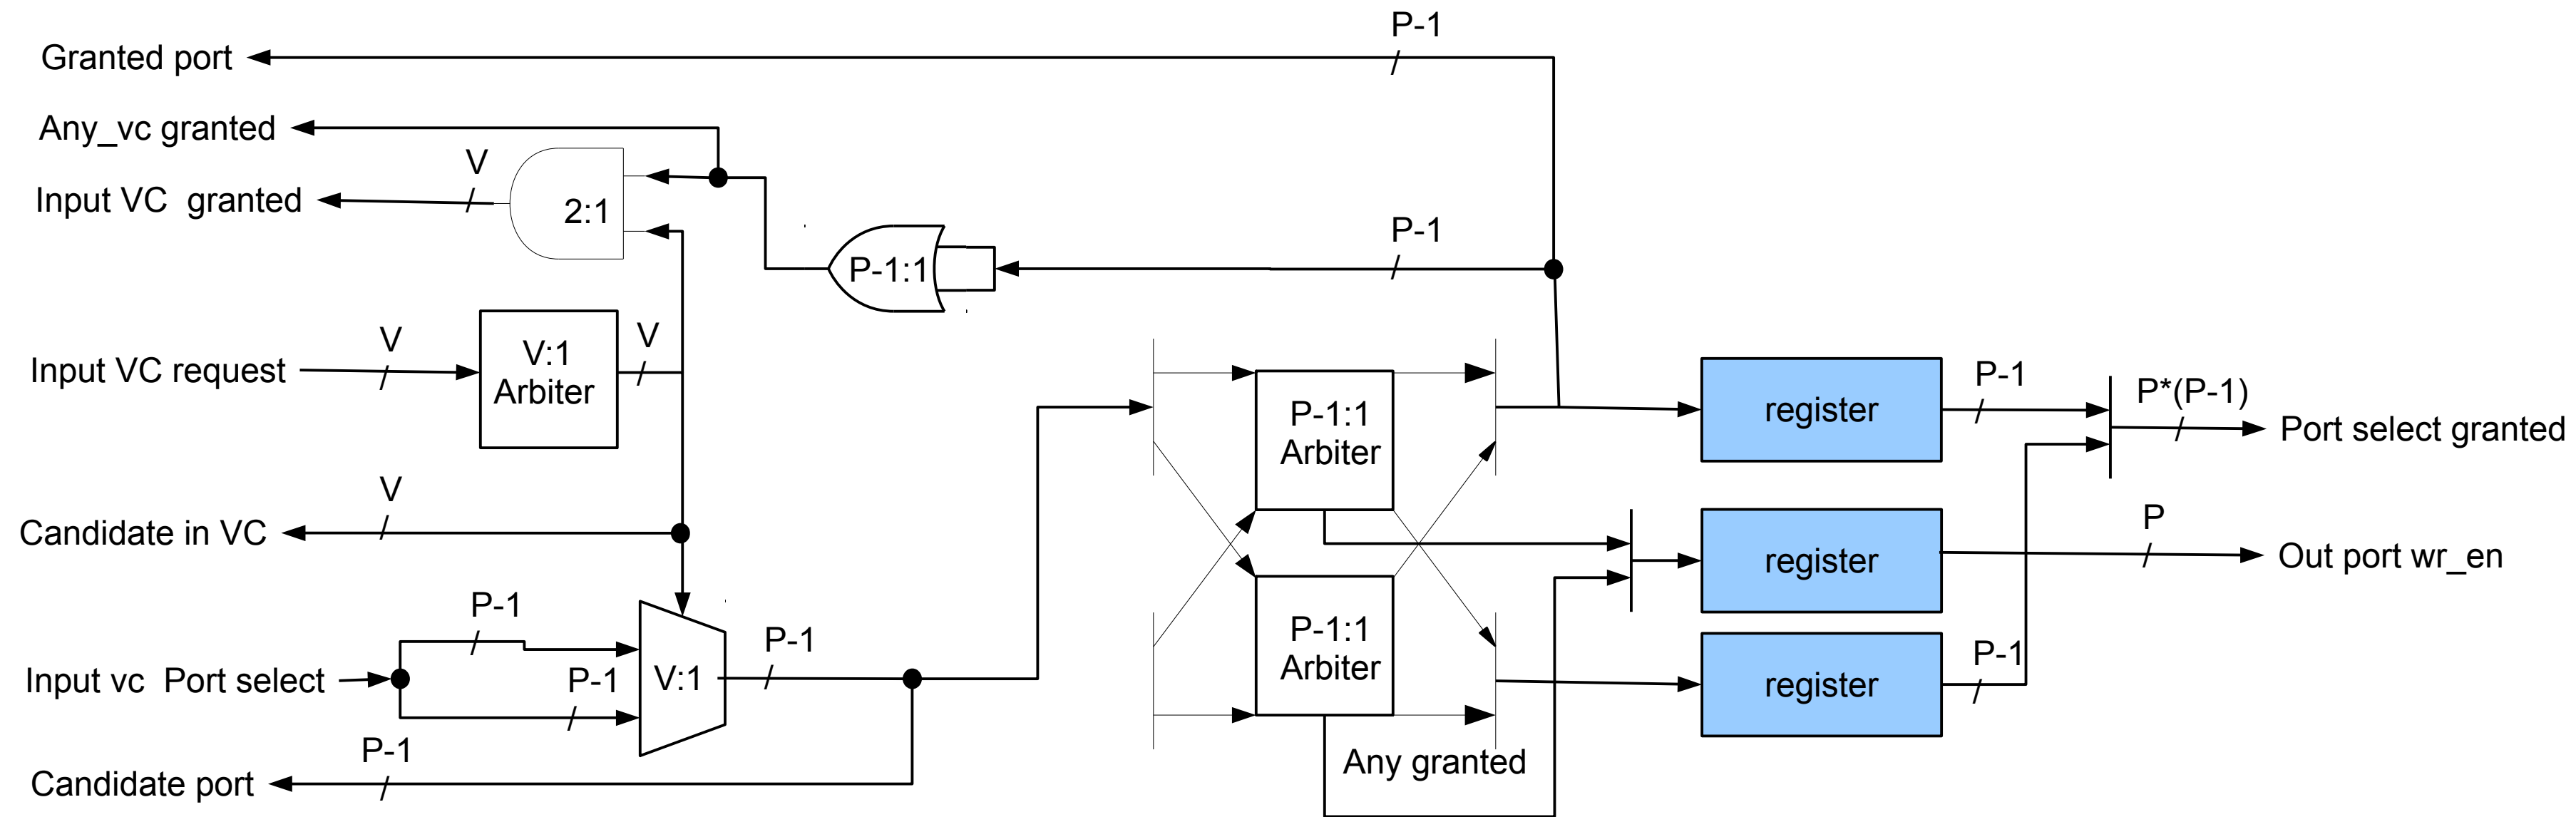 P-1
Granted port
Any_vc granted
V
Input VC granted
2:1
P-1
P-1:1
Input VC request
V
V:1
Arbiter
V
P-1:1
Arbiter
register
P-1
P*(P-1)
Port select granted
Candidate in VC
V
register
P
Out port wr_en
P-1
Input vc Port select
P-1
V:1
P-1
P-1:1
Arbiter
register
P-1
Any granted
P-1
Candidate port